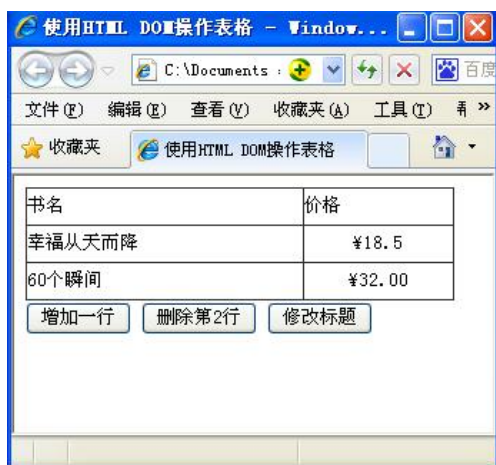 使用HTML DOM操作表格 - Window...
C:\Documents
百度
文件(F) 编辑(E) 查看(V) 收藏夹(A) 工具(T) »
收藏夹 使用HTML DOM操作表格
书名 价格
幸福从天而降 ¥18.5
60个瞬间 ¥32.00
增加一行 删除第2行 修改标题